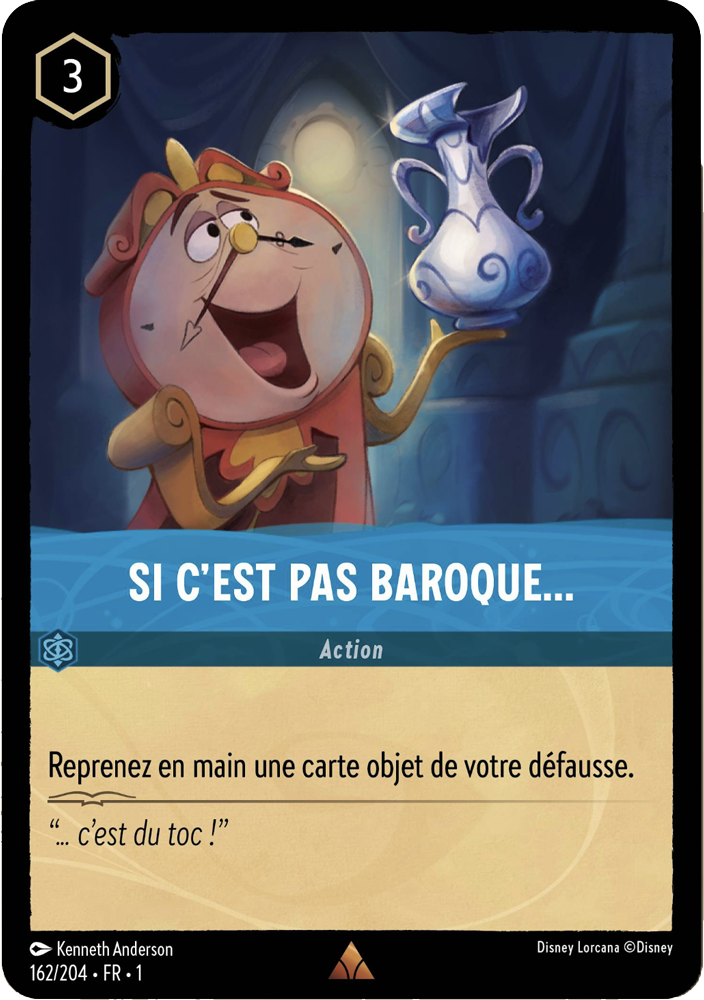 3
SI C’EST PAS BAROQUE...
Action
Reprenez en main une carte objet de votre défausse.
“... c’est du toc !”
Kenneth Anderson
Disney Lorcana ©Disney
162/204 • FR • 1